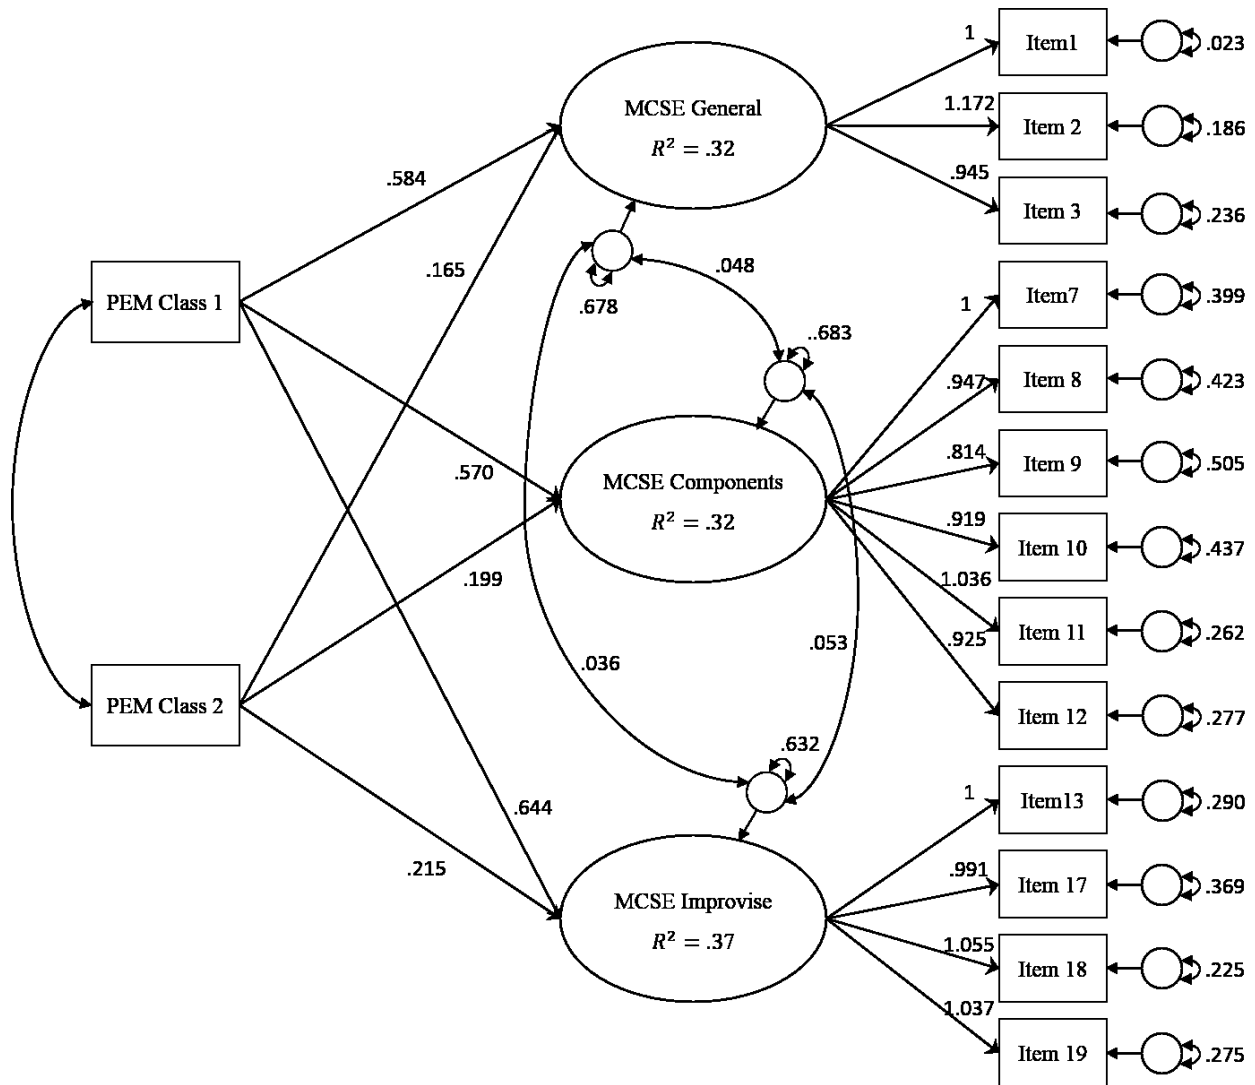 1
Item1
.023
MCSE General
R² = .32
1.172
Item 2
.186
.945
Item 3
.236
.584
.165
.048
PEM Class 1
.678
..683
1
Item7
.399
.947
Item 8
.423
.814
Item 9
.505
.570
MCSE Components
R² = .32
.919
Item 10
.437
.199
1.036
Item 11
.262
.925
.036
.053
PEM Class 2
Item 12
.277
.632
.644
1
Item13
.290
.215
.991
Item 17
.369
MCSE Improvise
R² = .37
1.055
Item 18
.225
1.037
Item 19
.275